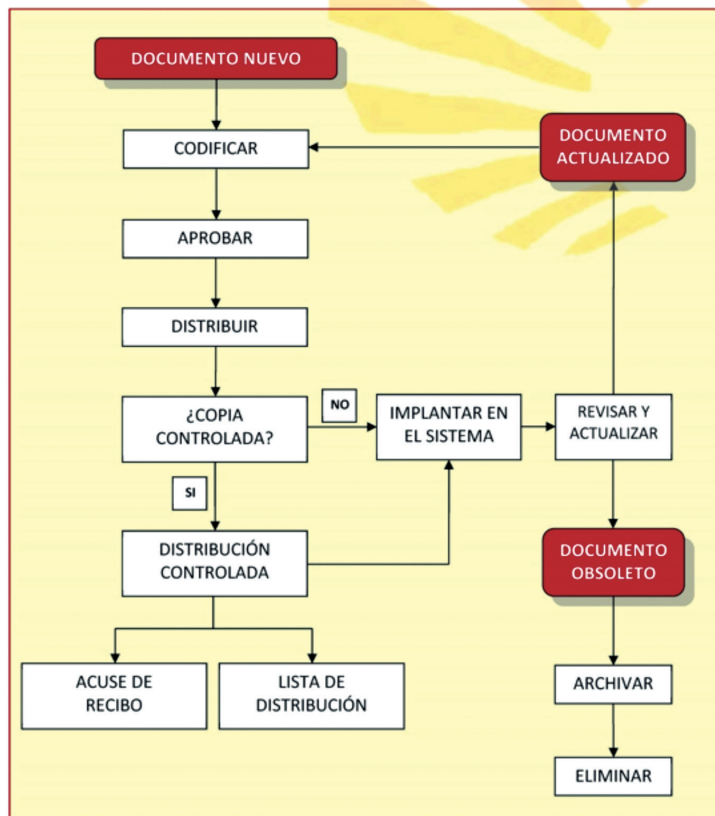 DOCUMENTO NUEVO
CODIFICAR
DOCUMENTO
ACTUALIZADO
APROBAR
DISTRIBUIR
¿COPIA
CONTROLADA?
NO
IMPLANTAR EN
EL SISTEMA
REVISAR Y
ACTUALIZAR
SI
DISTRIBUCIÓN
CONTROLADA
DOCUMENTO
OBSOLETO
ACUSE DE
RECIBO
LISTA DE
DISTRIBUCIÓN
ARCHIVAR
ELIMINAR